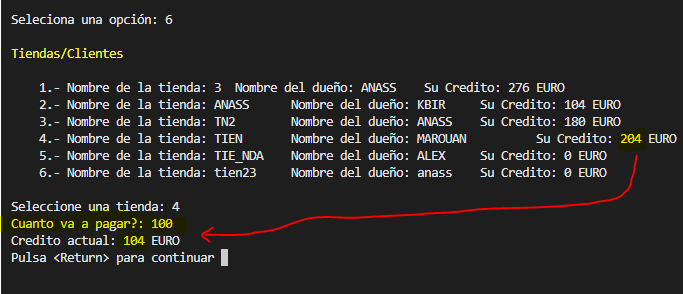 Seleciona una opción: 6
Tiendas/Clientes
1.- Nombre de la tienda: 3 Nombre del dueño: ANASS Su Credito: 276 EURO
2.- Nombre de la tienda: ANASS Nombre del dueño: KBIR Su Credito: 104 EURO
3.- Nombre de la tienda: TN2 Nombre del dueño: ANASS Su Credito: 180 EURO
4.- Nombre de la tienda: TIEN Nombre del dueño: MAROUAN Su Credito: 204 EURO
5.- Nombre de la tienda: TIE_NDA Nombre del dueño: ALEX Su Credito: 0 EURO
6.- Nombre de la tienda: tien23 Nombre del dueño: anass Su Credito: 0 EURO
Seleccione una tienda: 4
Cuanto va a pagar?: 100
Credito actual: 104 EURO
Pulsa <Return> para continuar